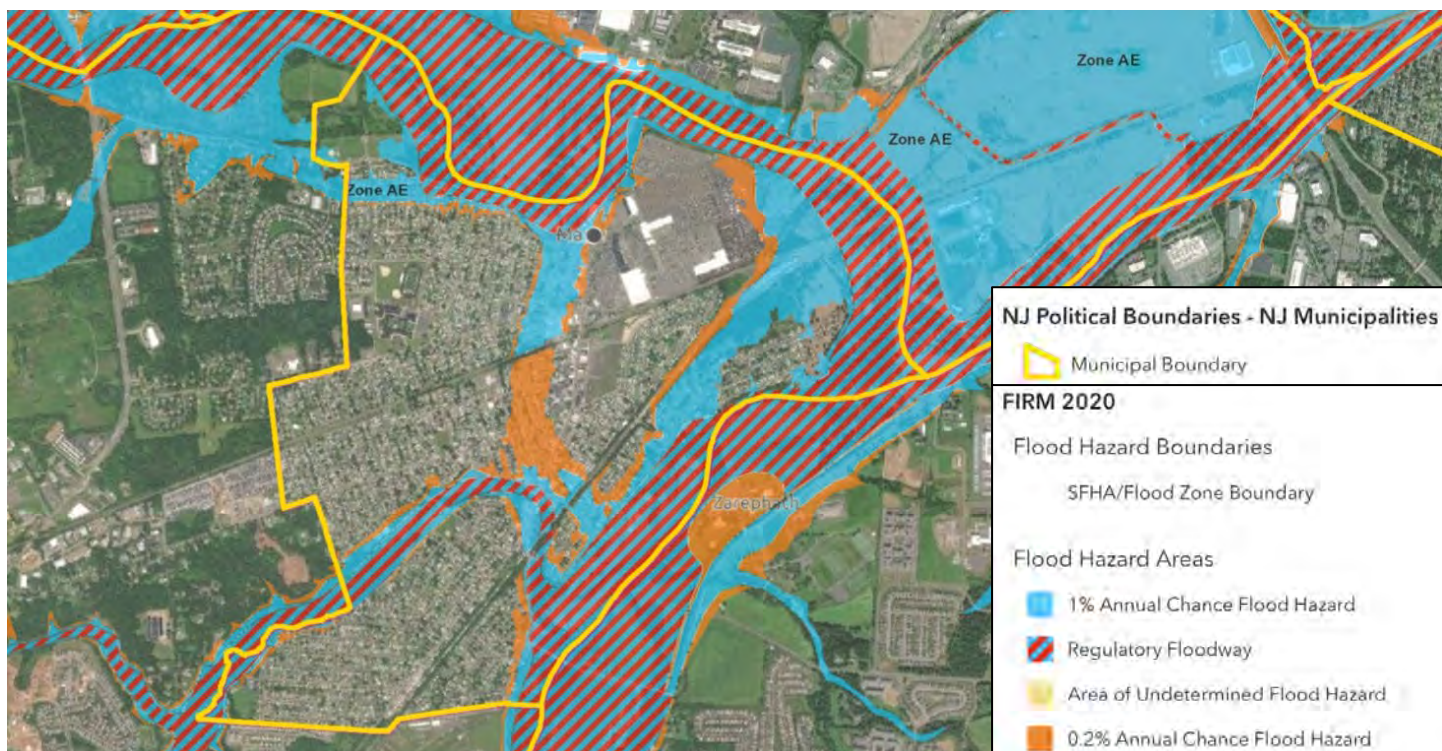 Zone AE
Zone AE
Zone AE
Ma
Zarephath
NJ Political Boundaries - NJ Municipalities
Municipal Boundary
FIRM 2020
Flood Hazard Boundaries
SFHA/Flood Zone Boundary
Flood Hazard Areas
1% Annual Chance Flood Hazard
Regulatory Floodway
Area of Undetermined Flood Hazard
0.2% Annual Chance Flood Hazard